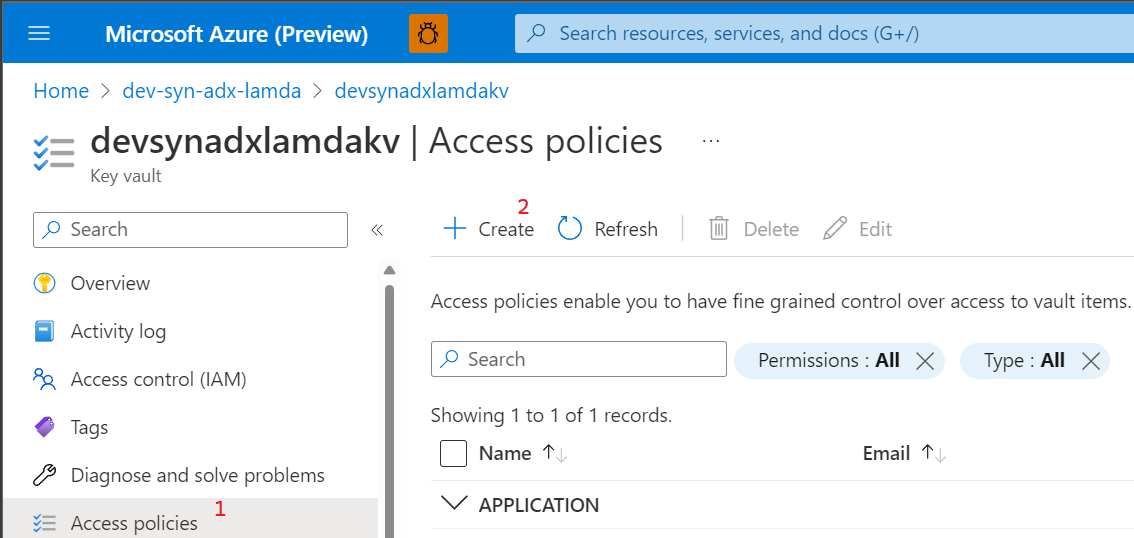 Microsoft Azure (Preview)
Search resources, services, and docs (G+/)
Home > dev-syn-adx-lamda > devsynadxlamdakv
devsynadxlamdakv | Access policies ...
Key vault
Search «
Overview
Activity log
Access control (IAM)
Tags
Diagnose and solve problems
Access policies 1
2
Create Refresh Delete Edit
Access policies enable you to have fine grained control over access to vault items.
Search Permissions : All Type : All
Showing 1 to 1 of 1 records.
Name ↑↓ Email ↑↓
APPLICATION